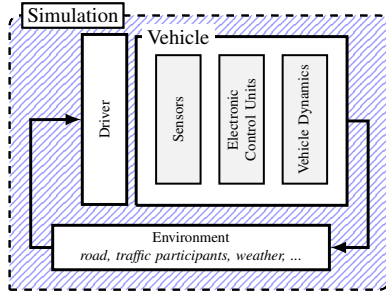 Simulation
Vehicle
Driver
Sensors
Electronic
Control Units
Vehicle Dynamics
Environment
road, traffic participants, weather, ...